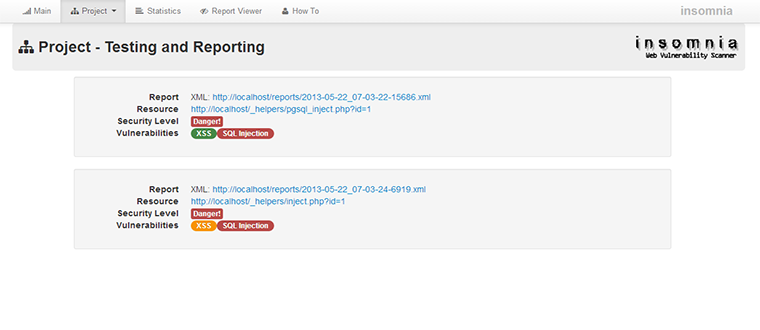 Main Project Statistics Report Viewer How To insomnia
Project - Testing and Reporting
insomnia
Web Vulnerability Scanner
Report XML: http://localhost/reports/2013-05-22_07-03-22-15686.xml
Resource http://localhost/_helpers/pgsql_inject.php?id=1
Security Level Danger!
Vulnerabilities XSS SQL Injection
Report XML: http://localhost/reports/2013-05-22_07-03-24-6919.xml
Resource http://localhost/_helpers/inject.php?id=1
Security Level Danger!
Vulnerabilities XSS SQL Injection